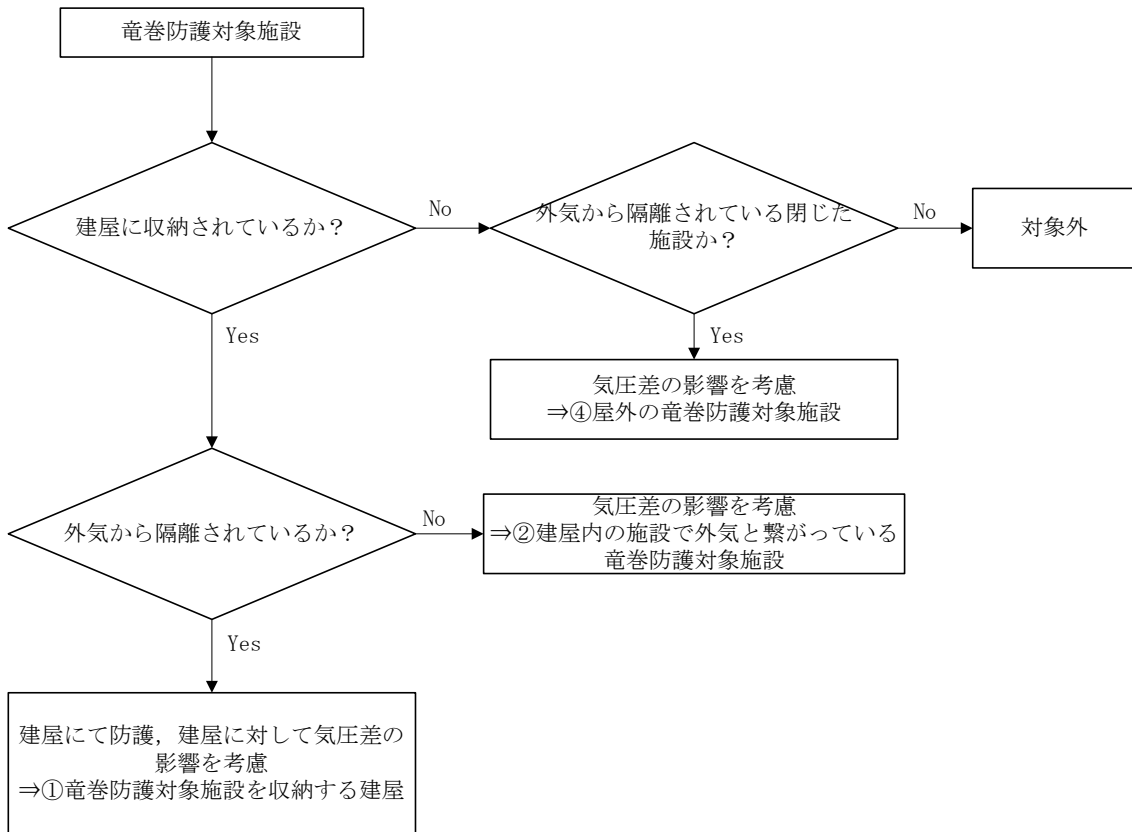 竜巻防護対象施設
建屋に収納されているか？
No
外気から隔離されている閉じた
施設か？
No
対象外
Yes
Yes
気圧差の影響を考慮
⇒④屋外の竜巻防護対象施設
外気から隔離されているか？
No
気圧差の影響を考慮
⇒②建屋内の施設で外気と繋がっている
竜巻防護対象施設
Yes
建屋にて防護，建屋に対して気圧差の
影響を考慮
⇒①竜巻防護対象施設を収納する建屋